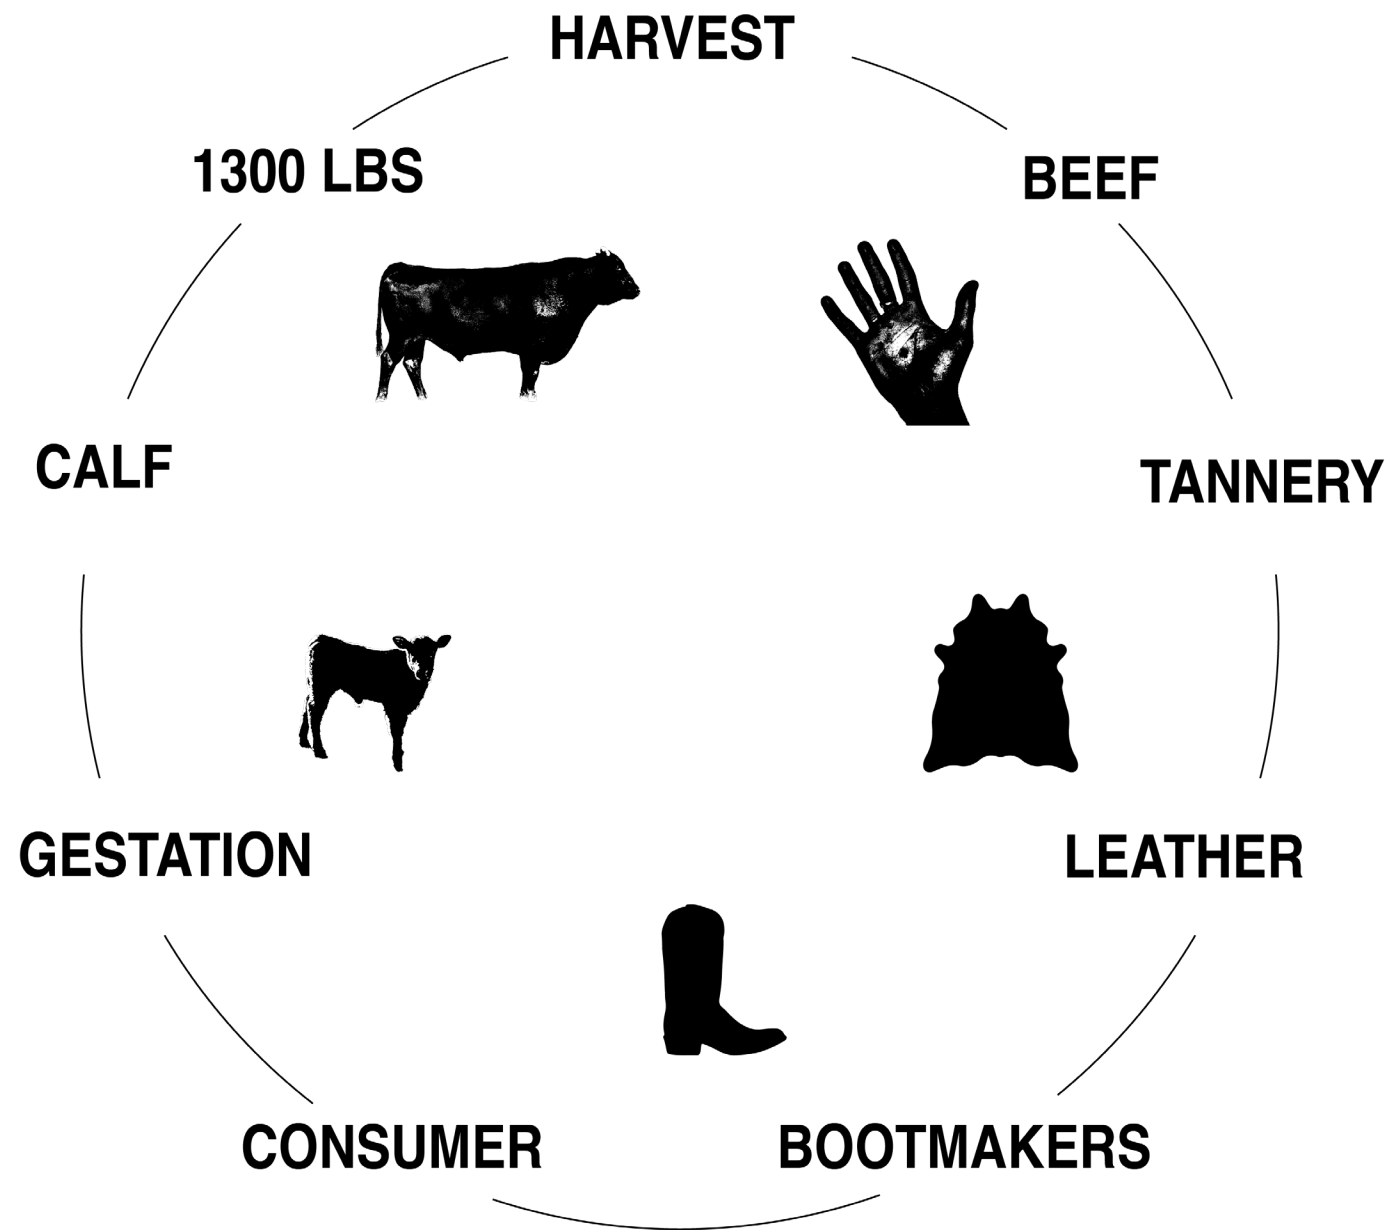 HARVEST
1300 LBS
BEEF
CALF
TANNERY
GESTATION
LEATHER
CONSUMER
BOOTMAKERS